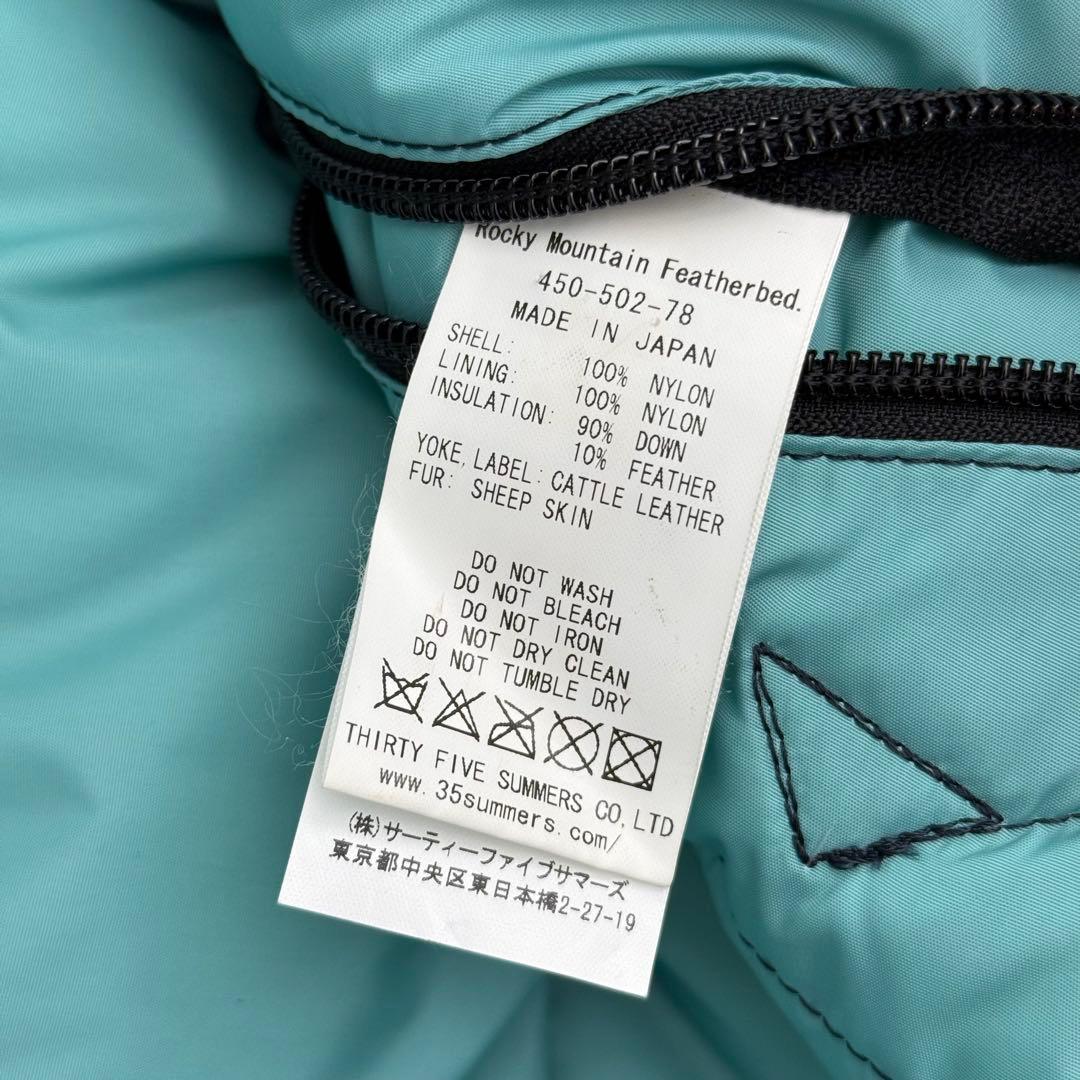 Rocky Mountain Featherbed.
450-502-78
MADE IN JAPAN
SHELL: 100% NYLON
LINING: 100% NYLON
INSULATION: 90% DOWN
10% FEATHER
YOKE, LABEL: CATTLE LEATHER
FUR: SHEEP SKIN
DO NOT WASH
DO NOT BLEACH
DO NOT IRON
DO NOT DRY CLEAN
DO NOT TUMBLE DRY
THIRTY FIVE SUMMERS CO,LTD
www.35summers.com/
(株)サーティーファイブサマーズ
東京都中央区東日本橋2-27-19